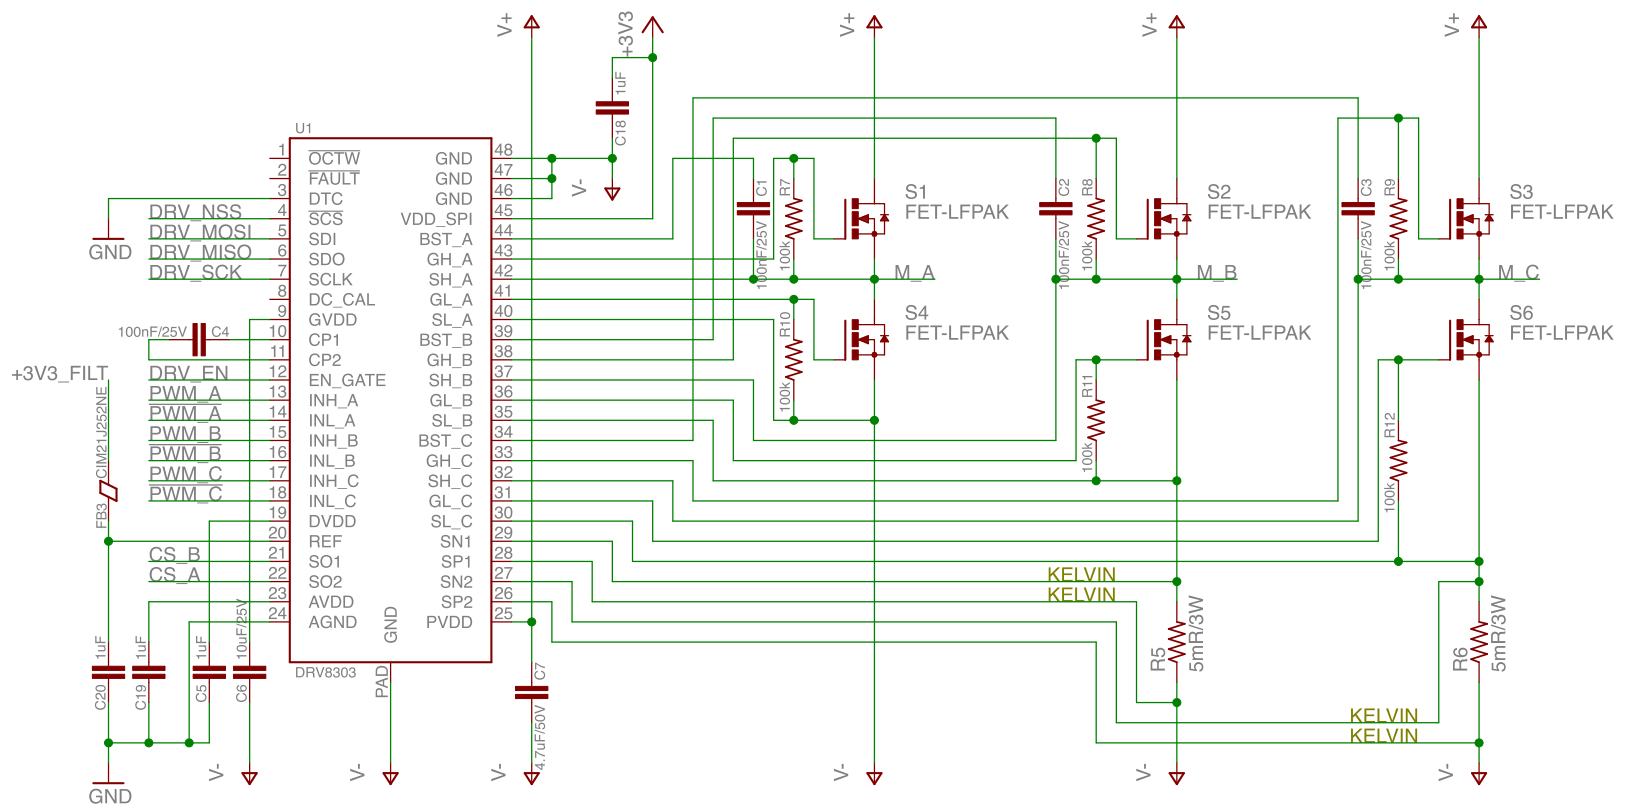 V+
+3V3
V+
V+
V+
1uF
C18
V-
U1
DRV8303
1 OCTW
2 FAULT
3 DTC
4 SCS
5 SDI
6 SDO
7 SCLK
8 DC_CAL
9 GVDD
10 CP1
11 CP2
12 EN_GATE
13 INH_A
14 INL_A
15 INH_B
16 INL_B
17 INH_C
18 INL_C
19 DVDD
20 REF
21 SO1
22 SO2
23 AVDD
24 AGND
GND 48
GND 47
GND 46
VDD_SPI 45
BST_A 44
GH_A 43
SH_A 42
GL_A 41
SL_A 40
BST_B 39
GH_B 38
SH_B 37
GL_B 36
SL_B 35
BST_C 34
GH_C 33
SH_C 32
GL_C 31
SL_C 30
SN1 29
SP1 28
SN2 27
SP2 26
PVDD 25
GND
PAD
GND
DRV_NSS
DRV_MOSI
DRV_MISO
DRV_SCK
100nF/25V
C4
+3V3_FILT
DRV_EN
PWM_A
PWM_A
PWM_B
PWM_B
PWM_C
PWM_C
CIM21J252NE
FB3
CS_B
CS_A
1uF
C20
1uF
C19
1uF
C5
10uF/25V
C6
GND
V-
V-
V-
C7
4.7uF/50V
C1
100nF/25V
R7
100k
S1
FET-LFPAK
M_A
R10
100k
S4
FET-LFPAK
V-
C2
100nF/25V
R8
100k
S2
FET-LFPAK
M_B
R11
100k
S5
FET-LFPAK
KELVIN
KELVIN
R5
5mR/3W
V-
C3
100nF/25V
R9
100k
S3
FET-LFPAK
M_C
R12
100k
S6
FET-LFPAK
R6
5mR/3W
KELVIN
KELVIN
V-